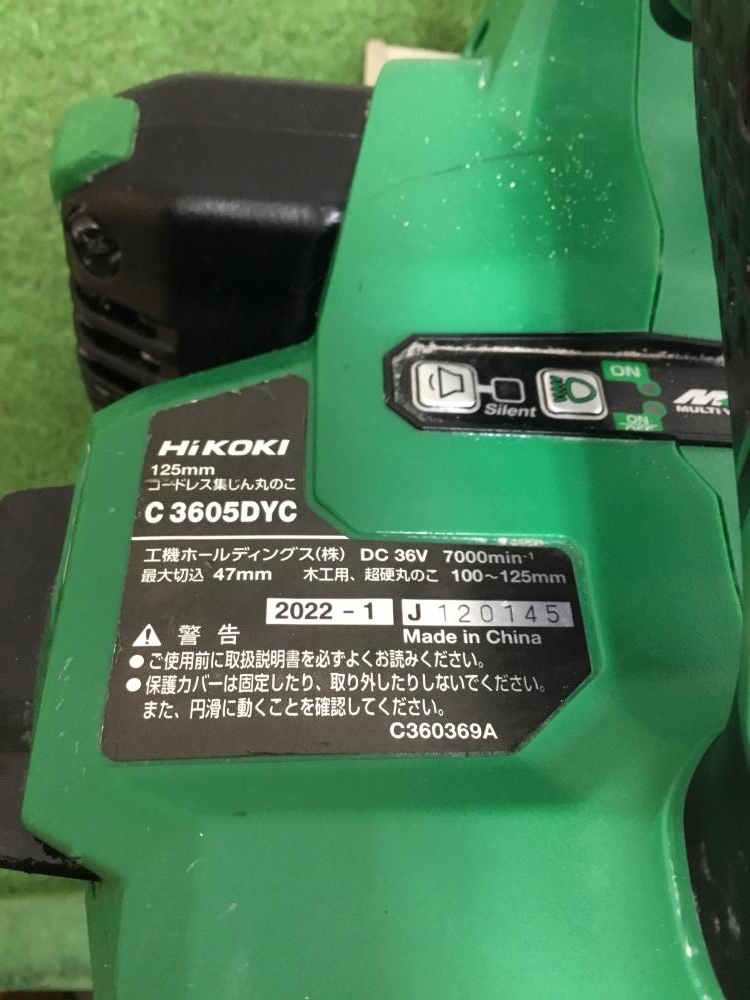 ON
Silent
MULTI V
ON
OFF
HiKOKI
125mm
コードレス集じん丸のこ
C 3605DYC
工機ホールディングス(株) DC 36V 7000min-¹
最大切込 47mm 木工用、超硬丸のこ 100～125mm
2022 - 1 J 120145
警告 Made in China
●ご使用前に取扱説明書を必ずよくお読みください。
●保護カバーは固定したり、取り外したりしないでください。
また、円滑に動くことを確認してください。
C360369A